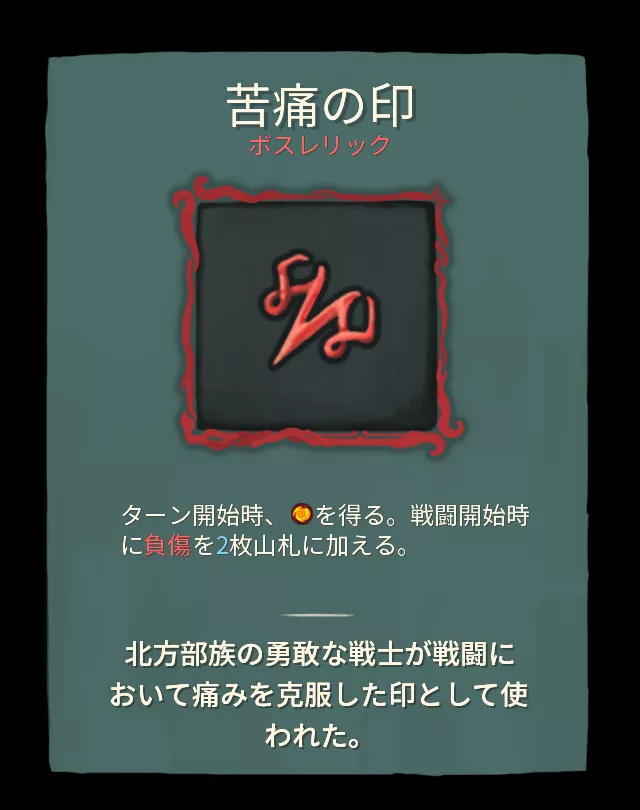 苦痛の印
ボスレリック
ターン開始時、を得る。戦闘開始時
に負傷を2枚山札に加える。
北方部族の勇敢な戦士が戦闘に
おいて痛みを克服した印として使
われた。